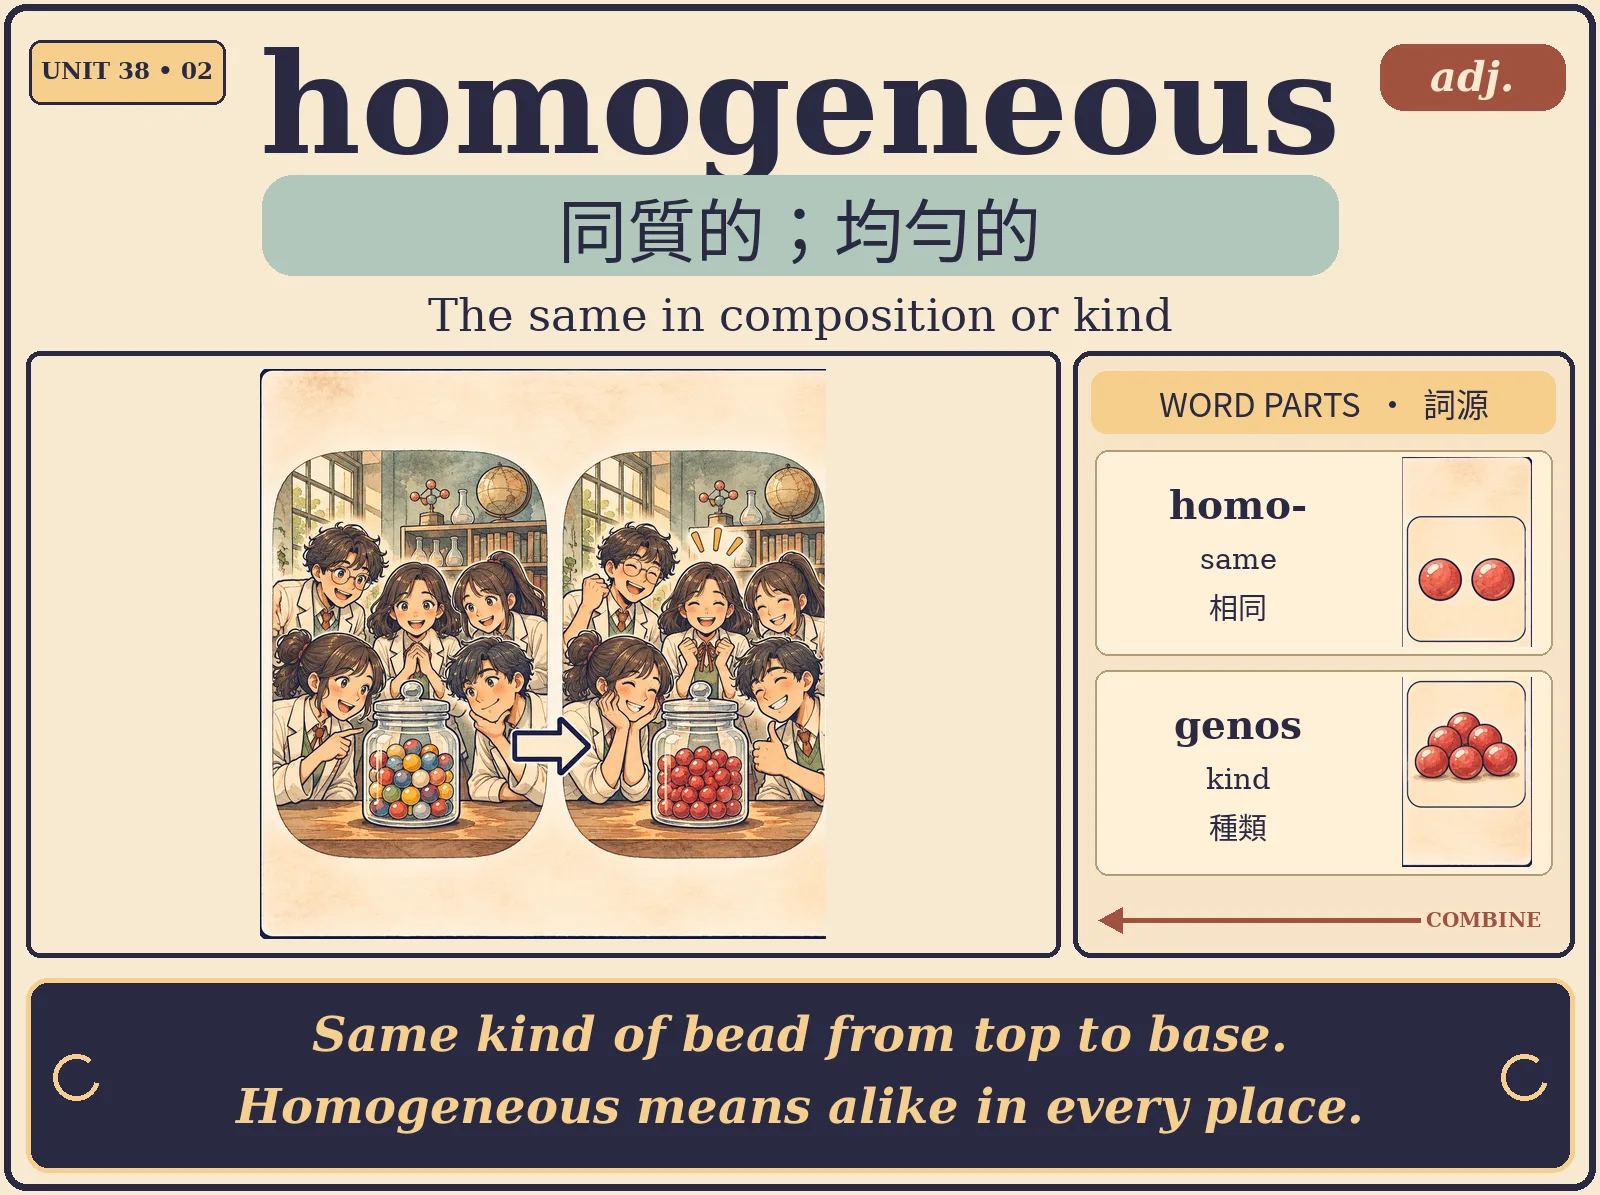 UNIT 38 • 02
homogeneous
adj.
同質的；均勻的
The same in composition or kind
WORD PARTS • 詞源
homo-
same
相同
genos
kind
種類
COMBINE
Same kind of bead from top to base.
Homogeneous means alike in every place.